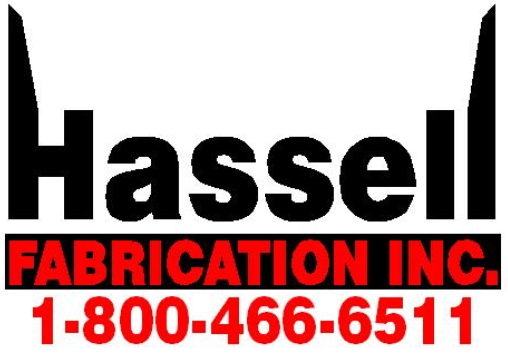 Hassell
FABRICATION INC.
1-800-466-6511